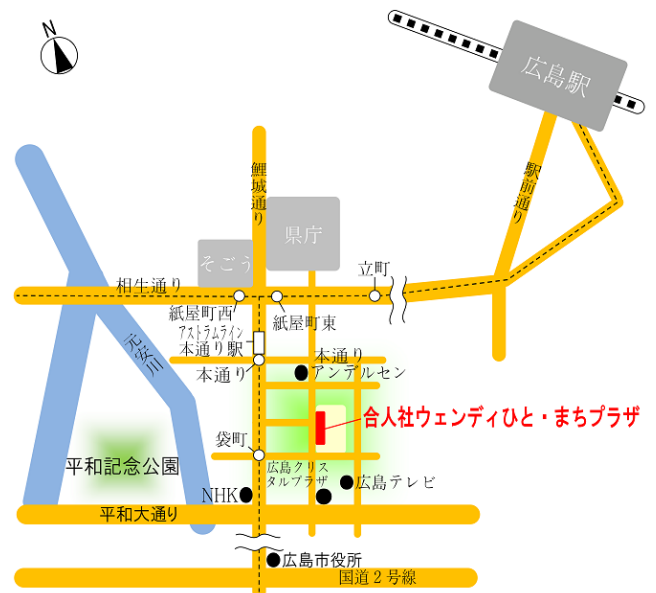 N
広島駅
鯉城通り
駅前通り
県庁
そごう
立町
相生通り
紙屋町西
紙屋町東
アストラムライン
本通り駅
本通り
本通り
アンデルセン
元安川
合人社ウェンディひと・まちプラザ
袋町
平和記念公園
広島クリス
タルプラザ
広島テレビ
NHK
平和大通り
広島市役所
国道2号線